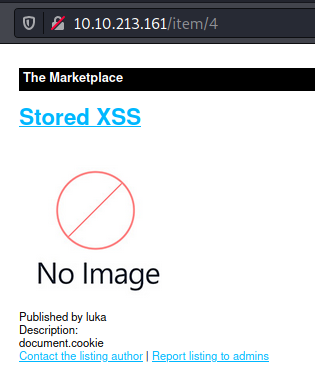 10.10.213.161/item/4
The Marketplace
Stored XSS
No Image
Published by luka
Description:
document.cookie
Contact the listing author | Report listing to admins